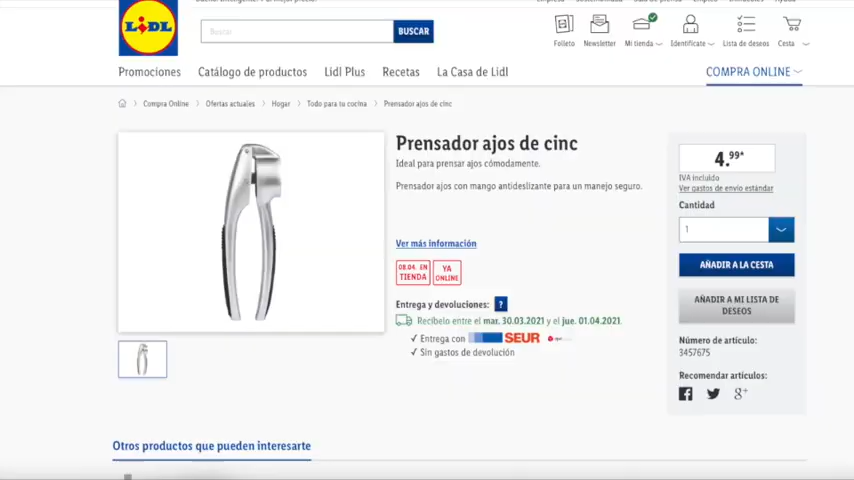 LIDL
Buscar
BUSCAR
Folleto
Newsletter
Mi tienda
Identifícate
Lista de deseos
Cesta
Promociones
Catálogo de productos
Lidl Plus
Recetas
La Casa de Lidl
COMPRA ONLINE
Compra Online
Ofertas actuales
Hogar
Todo para tu cocina
Prensador ajos de cinc
Prensador ajos de cinc
Ideal para prensar ajos cómodamente.
Prensador ajos con mango antideslizante para un manejo seguro.
Ver más información
08.04. EN
TIENDA
YA
ONLINE
Entrega y devoluciones: ?
Recíbelo entre el mar. 30.03.2021 y el jue. 01.04.2021.
✓ Entrega con SEUR
✓ Sin gastos de devolución
4.99*
IVA incluido
Ver gastos de envío estándar
Cantidad
1
AÑADIR A LA CESTA
AÑADIR A MI LISTA DE
DESEOS
Número de artículo:
3457675
Recomendar artículos:
Otros productos que pueden interesarte